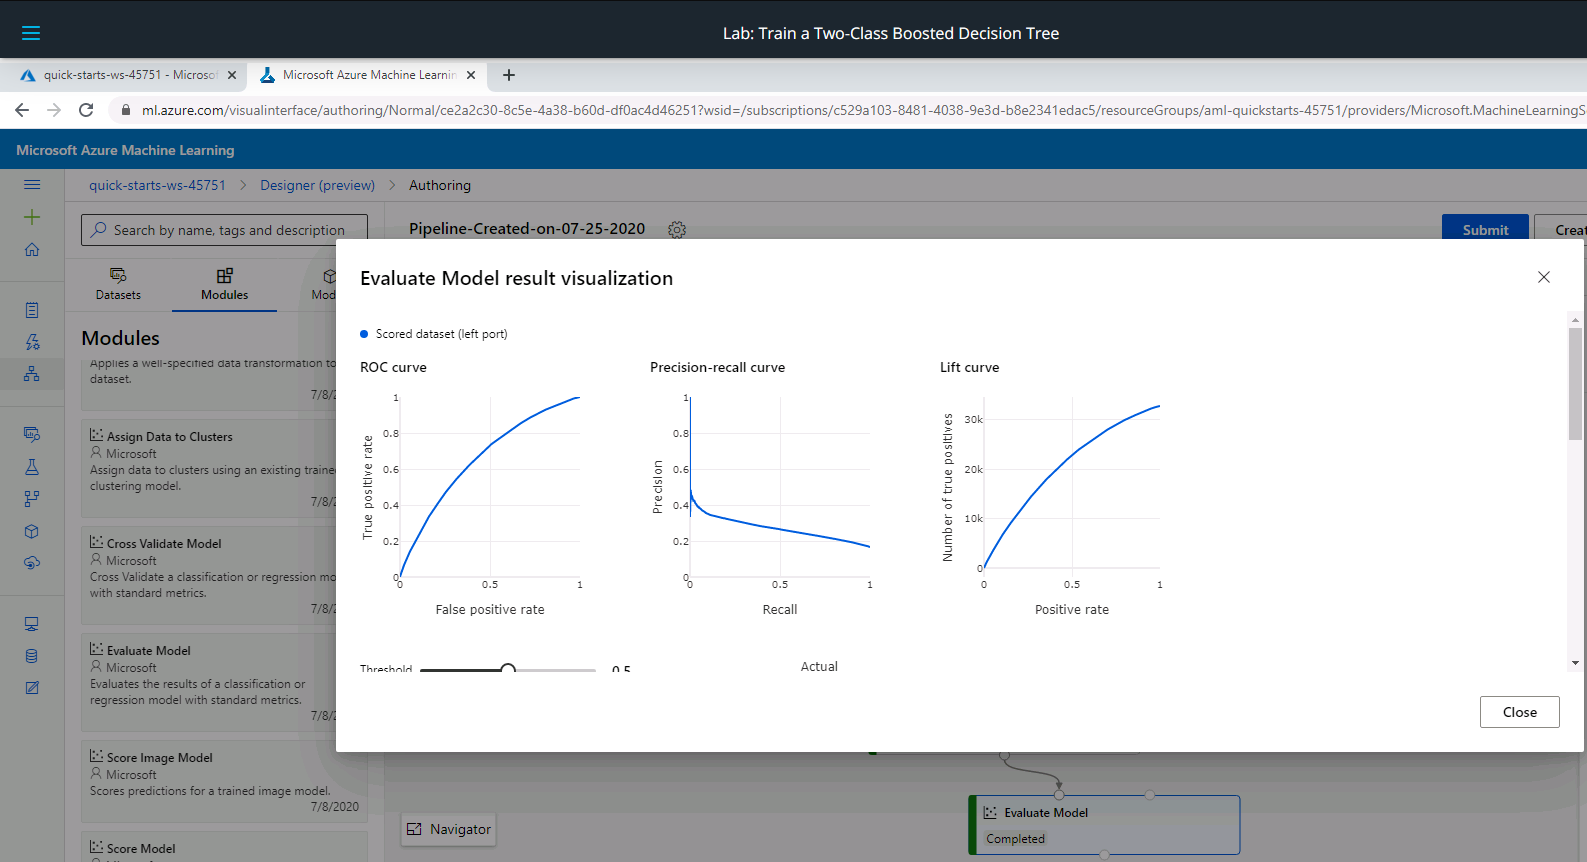 Lab: Train a Two-Class Boosted Decision Tree
quick-starts-ws-45751 - Microsof
Microsoft Azure Machine Learnin
ml.azure.com/visualinterface/authoring/Normal/ce2a2c30-8c5e-4a38-b60d-df0ac4d46251?wsid=/subscriptions/c529a103-8481-4038-9e3d-b8e2341edac5/resourceGroups/aml-quickstarts-45751/providers/Microsoft.MachineLearningS
Microsoft Azure Machine Learning
quick-starts-ws-45751 > Designer (preview) > Authoring
Search by name, tags and description
Pipeline-Created-on-07-25-2020
Submit
Creat
Datasets
Modules
Mod
Modules
Applies a well-specified data transformation to
dataset.
7/8/2
Assign Data to Clusters
Microsoft
Assign data to clusters using an existing traine
clustering model.
7/8/2
Cross Validate Model
Microsoft
Cross Validate a classification or regression mo
with standard metrics.
7/8/2
Evaluate Model
Microsoft
Evaluates the results of a classification or
regression model with standard metrics.
7/8/2
Score Image Model
Microsoft
Scores predictions for a trained image model.
7/8/2020
Score Model
Evaluate Model result visualization
Scored dataset (left port)
ROC curve
True positive rate
1
0.8
0.6
0.4
0.2
0
0 0.5 1
False positive rate
Precision-recall curve
Precision
1
0.8
0.6
0.4
0.2
0
0 0.5 1
Recall
Lift curve
Number of true positives
30k
20k
10k
0
0 0.5 1
Positive rate
Threshold
0.5
Actual
Close
Navigator
Evaluate Model
Completed